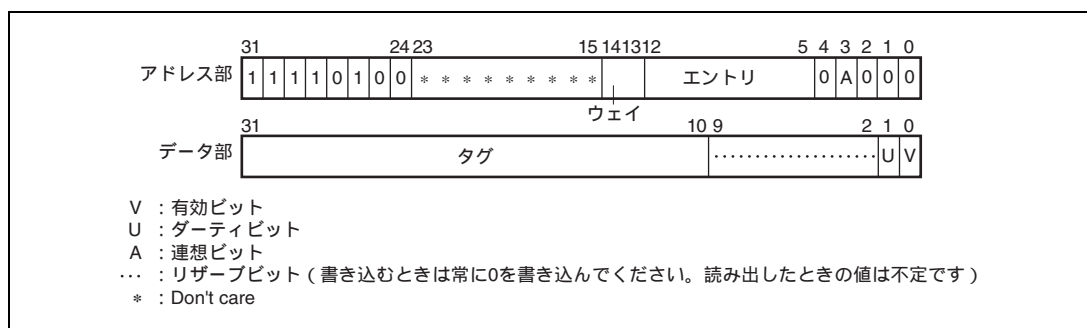 31 24 23 15 14 13 12 5 4 3 2 1 0
アドレス部 1 1 1 1 0 1 0 0 * * * * * * * * * エントリ 0 A 0 0 0
ウェイ
31 10 9 2 1 0
データ部 タグ ···················· U V
V :有効ビット
U :ダーティビット
A :連想ビット
··· :リザーブビット(書き込むときは常に0を書き込んでください。読み出したときの値は不定です)
* :Don't care